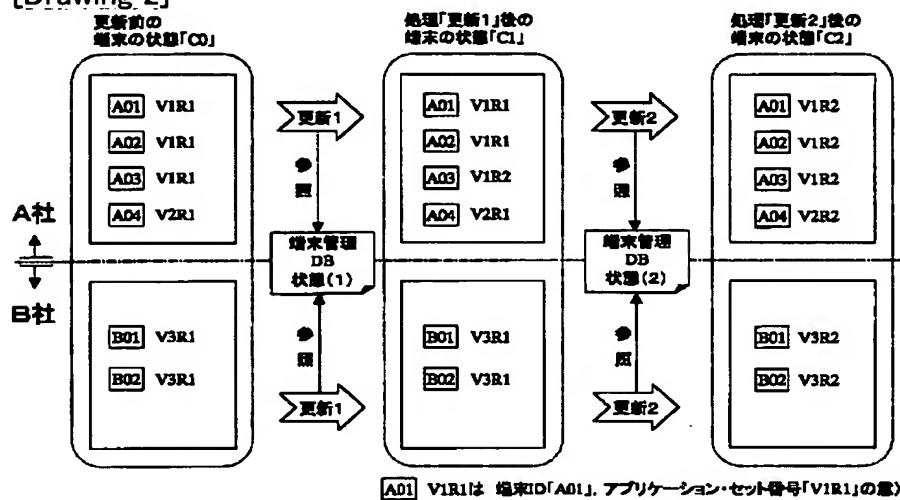 [Drawing 2]
更新前の
端末の状態「C0」
処理「更新1」後の
端末の状態「C1」
処理「更新2」後の
端末の状態「C2」
A01 V1R1
A02 V1R1
A03 V1R1
A04 V2R1
更新1
参照
A01 V1R1
A02 V1R1
A03 V1R2
A04 V2R1
更新2
参照
A01 V1R2
A02 V1R2
A03 V1R2
A04 V2R2
A社
B社
端末管理
DB
状態(1)
端末管理
DB
状態(2)
B01 V3R1
B02 V3R1
参照
更新1
B01 V3R1
B02 V3R1
参照
更新2
B01 V3R2
B02 V3R2
A01 V1R1は 端末ID「A01」, アプリケーション・セット番号「V1R1」の意)